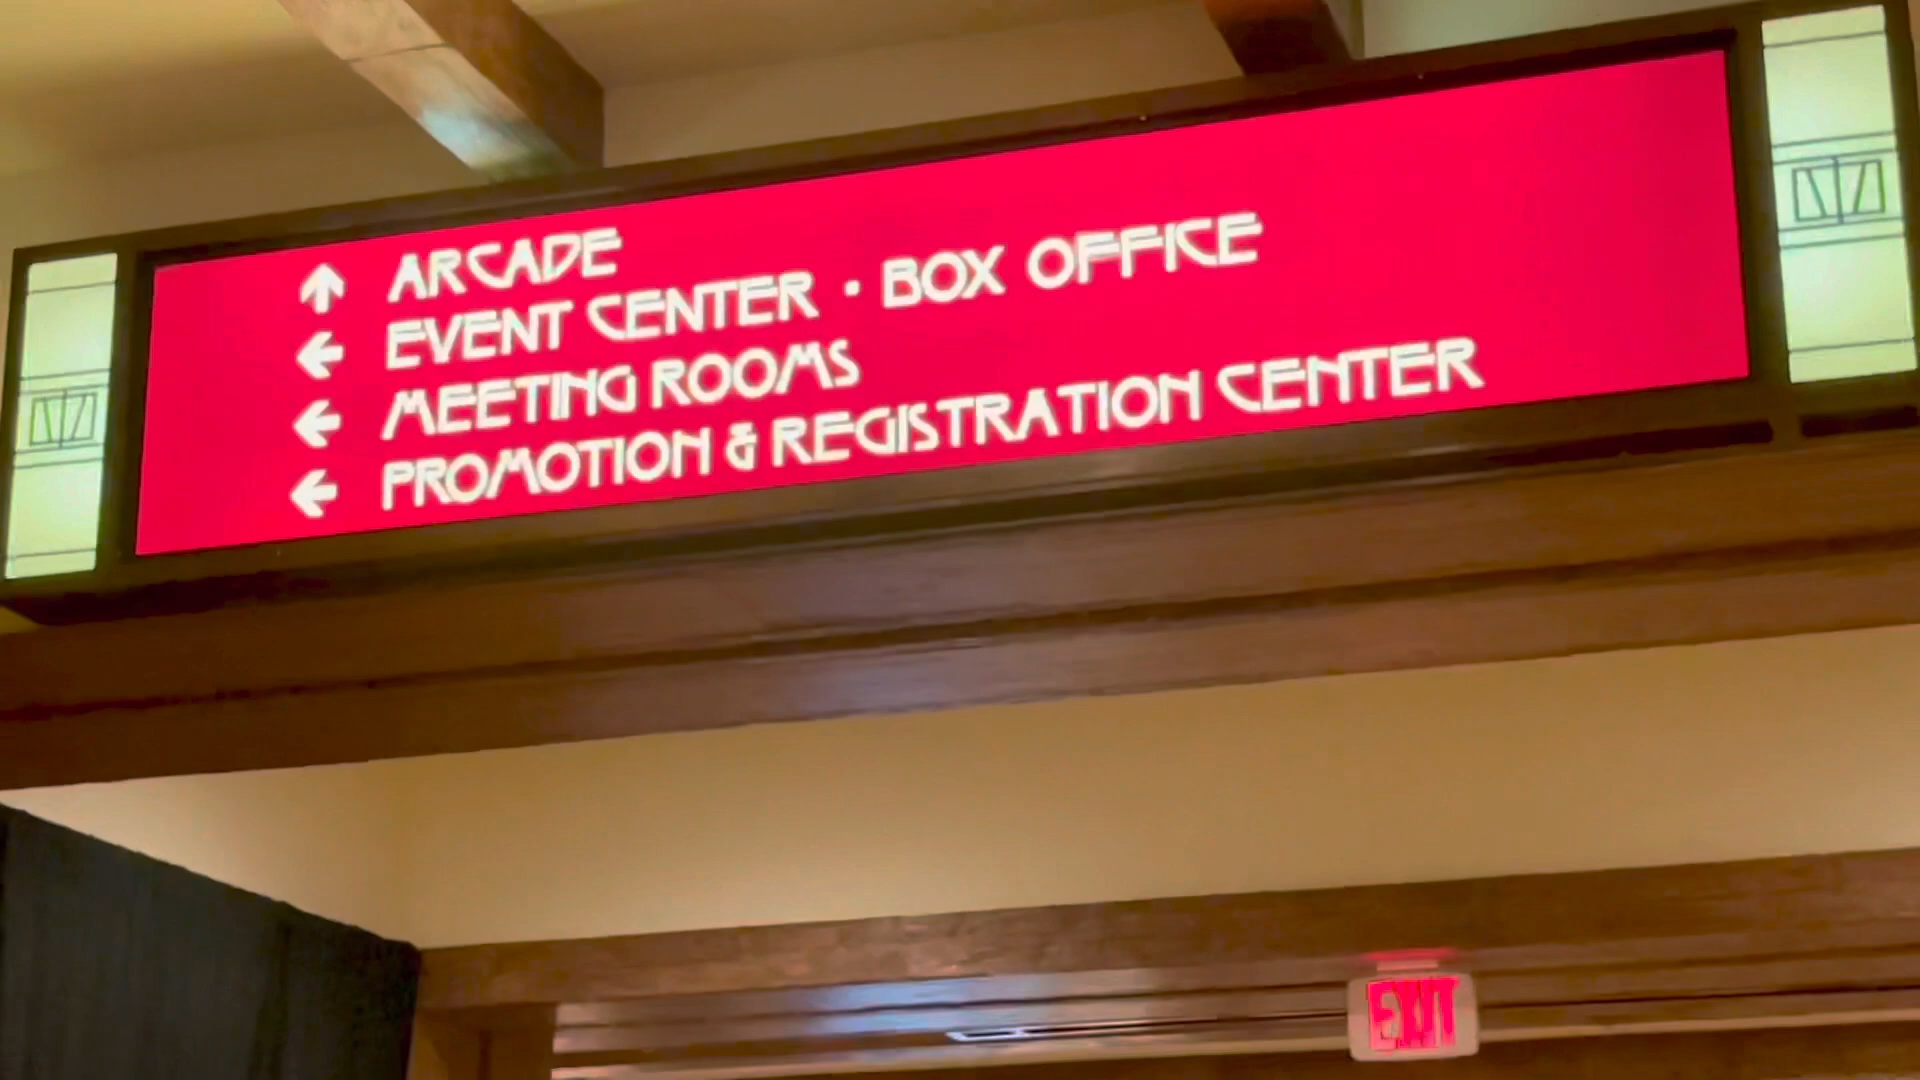 ↑ ARCADE
← EVENT CENTER · BOX OFFICE
← MEETING ROOMS
← PROMOTION & REGISTRATION CENTER
EXIT